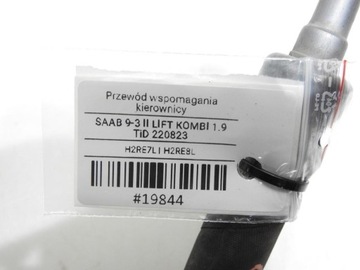 Przewód wspomagania
kierownicy
SAAB 9-3 II LIFT KOMBI 1.9
TiD 220823
H2RE7L I H2RE8L
#19844